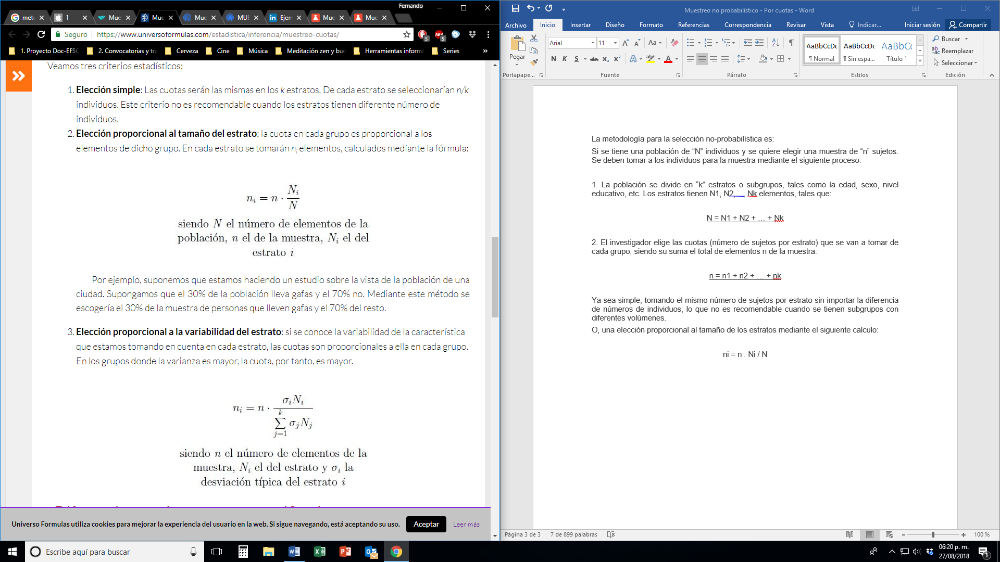 Fernando
1
Mue
Mue
Mue
MUE
Ejem
Mue
Mue
Seguro | https://www.universoformulas.com/estadistica/inferencia/muestreo-cuotas/
1. Proyecto Doc-EFSC
2. Convocatorias y tra
Cerveza
Cine
Música
Meditación zen y bud
Herramientas informá
Series
»
Veamos tres criterios estadísticos:
1. Elección simple: Las cuotas serán las mismas en los k estratos. De cada estrato se seleccionarían n/k
individuos. Este criterio no es recomendable cuando los estratos tienen diferente número de
individuos.
2. Elección proporcional al tamaño del estrato: la cuota en cada grupo es proporcional a los
elementos de dicho grupo. En cada estrato se tomarán nᵢ elementos, calculados mediante la fórmula:
nᵢ = n · Nᵢ / N
siendo N el número de elementos de la
población, n el de la muestra, Nᵢ el del
estrato i
Por ejemplo, suponemos que estamos haciendo un estudio sobre la vista de la población de una
ciudad. Supongamos que el 30% de la población lleva gafas y el 70% no. Mediante este método se
escogería el 30% de la muestra de personas que lleven gafas y el 70% del resto.
3. Elección proporcional a la variabilidad del estrato: si se conoce la variabilidad de la característica
que estamos tomando en cuenta en cada estrato, las cuotas son proporcionales a ella en cada grupo.
En los grupos donde la varianza es mayor, la cuota, por tanto, es mayor.
nᵢ = n · σᵢNᵢ / ∑ k j=1 σⱼNⱼ
siendo n el número de elementos de la
muestra, Nᵢ el del estrato y σᵢ la
desviación típica del estrato i
Universo Formulas utiliza cookies para mejorar la experiencia del usuario en la web. Si sigue navegando, está aceptando su uso.
Aceptar
Leer más
Muestreo no probabilístico - Por cuotas - Word
Archivo Inicio Insertar Diseño Formato Referencias Correspondencia Revisar Vista Indicar... Iniciar sesión Compartir
Pegar
Portapape...
Arial 11
N K S abc x₂ x²
Fuente
Párrafo
AaBbCcDc AaBbCcDc AaBbCc
¶ Normal ¶ Sin espa... Título 1
Estilos
Buscar
Reemplazar
Seleccionar
Edición
La metodología para la selección no-probabilística es:
Si se tiene una población de “N” individuos y se quiere elegir una muestra de “n” sujetos.
Se deben tomar a los individuos para la muestra mediante el siguiente proceso:
1. La población se divide en “k” estratos o subgrupos, tales como la edad, sexo, nivel
educativo, etc. Los estratos tienen N1, N2,...., Nk elementos, tales que:
N = N1 + N2 + … + Nk
2. El investigador elige las cuotas (número de sujetos por estrato) que se van a tomar de
cada grupo, siendo su suma el total de elementos n de la muestra:
n = n1 + n2 + … + nk
Ya sea simple, tomando el mismo número de sujetos por estrato sin importar la diferencia
de números de individuos, lo que no es recomendable cuando se tienen subgrupos con
diferentes volúmenes.
O, una elección proporcional al tamaño de los estratos mediante el siguiente calculo:
ni = n . Ni / N
Página 3 de 3 7 de 899 palabras
100 %
Escribe aquí para buscar
06:20 p. m.
27/08/2018